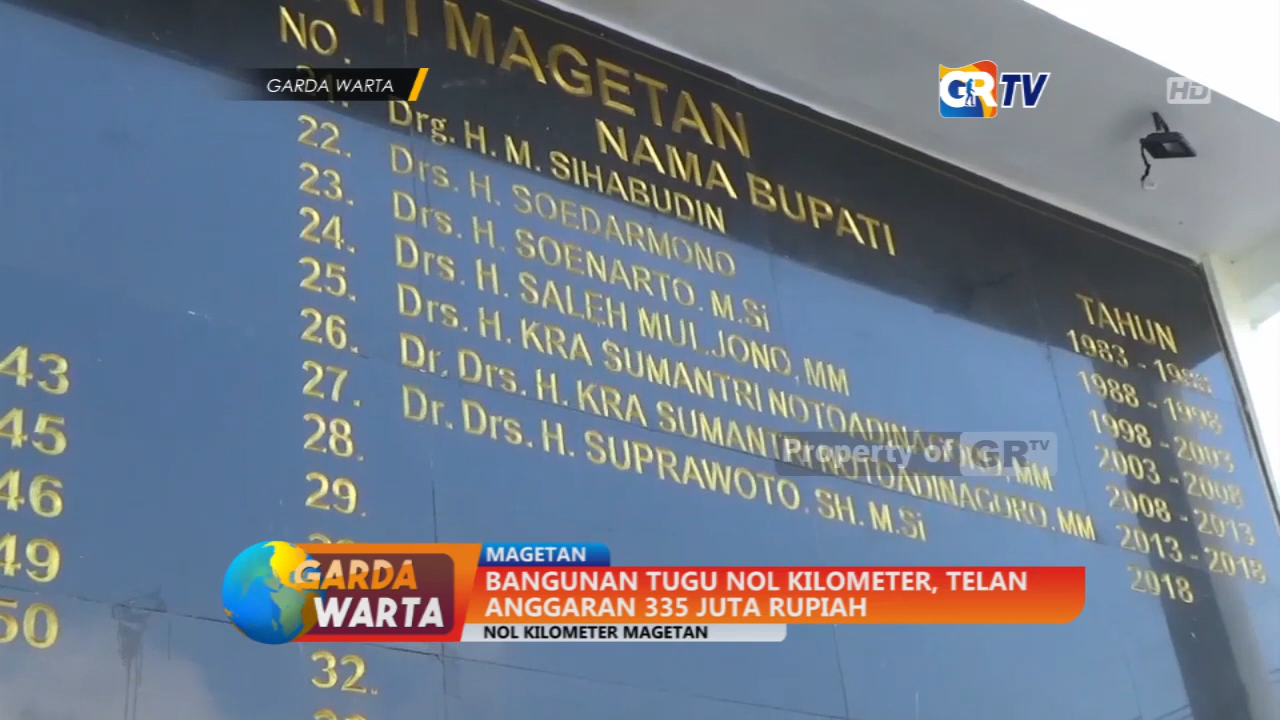 ATI MAGETAN
NO. NAMA BUPATI TAHUN
21. Drg. H. M. SIHABUDIN 1983 - 1988
22. Drs. H. SOEDARMONO 1988 - 1998
23. Drs. H. SOENARTO. M.Si 1998 - 2003
24. Drs. H. SALEH MULJONO, MM 2003 - 2008
25. Drs. H. KRA SUMANTRI NOTOADINAGORO, MM 2008 - 2013
26. Dr. Drs. H. KRA SUMANTRI NOTOADINAGORO. MM 2013 - 2018
27. Dr. Drs. H. SUPRAWOTO. SH. M.Si 2018
28.
29.
32.
43
45
46
49
50
GARDA WARTA
GRTV
HD
Property of GRTV
GARDA
WARTA
MAGETAN
BANGUNAN TUGU NOL KILOMETER, TELAN
ANGGARAN 335 JUTA RUPIAH
NOL KILOMETER MAGETAN